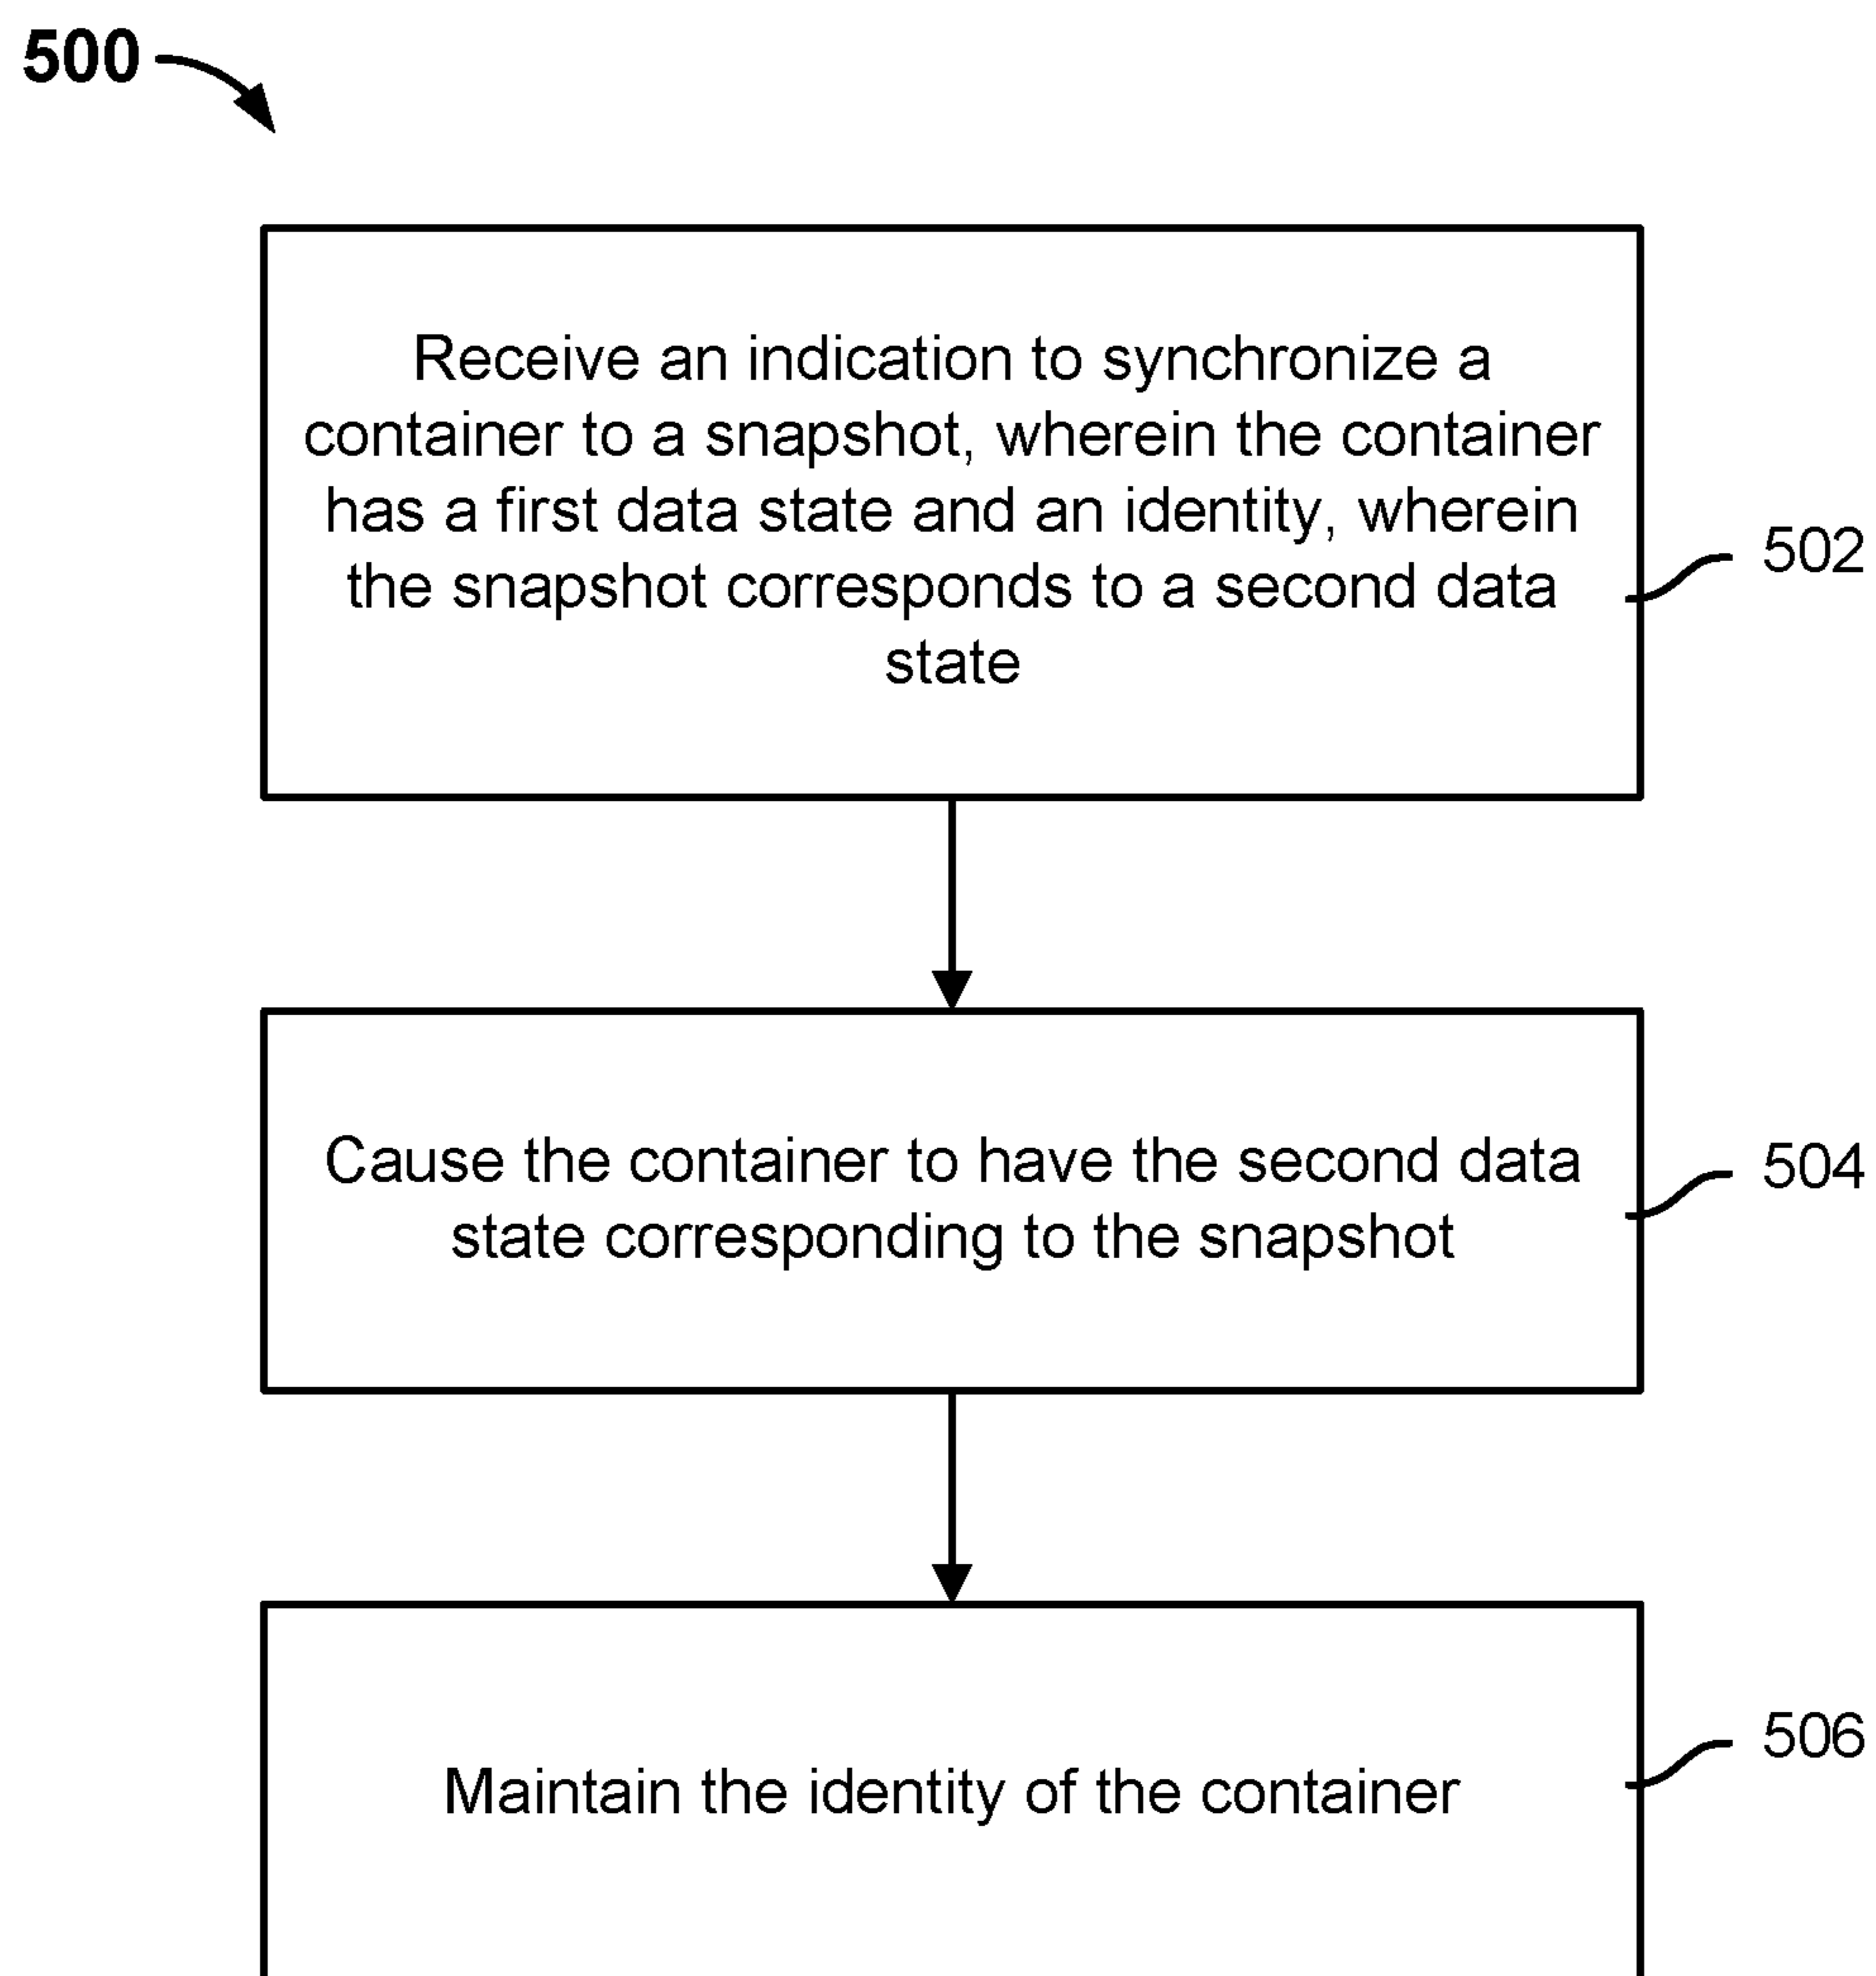 500
Receive an indication to synchronize a
container to a snapshot, wherein the container
has a first data state and an identity, wherein
the snapshot corresponds to a second data
state
502
Cause the container to have the second data
state corresponding to the snapshot
504
Maintain the identity of the container
506